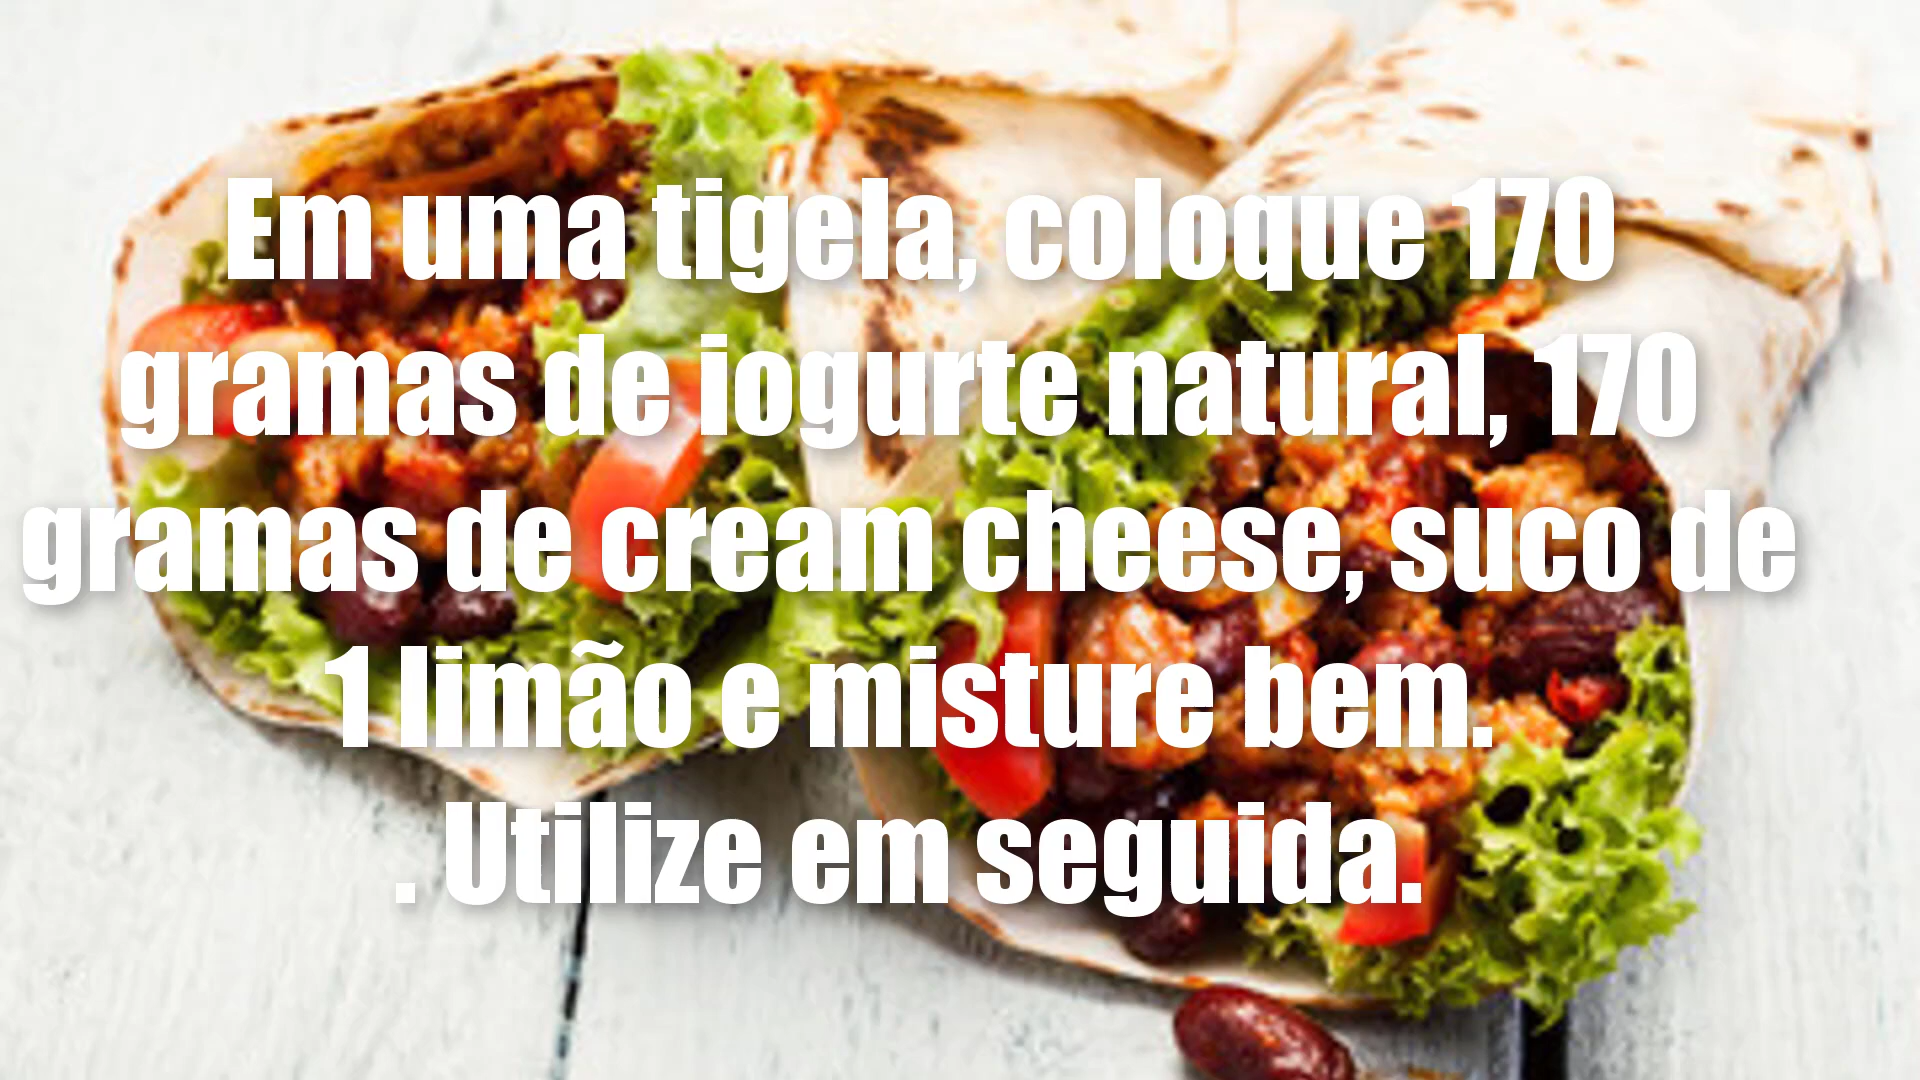 Em uma tigela, coloque 170
gramas de iogurte natural, 170
gramas de cream cheese, suco de
1 limão e misture bem.
. Utilize em seguida.